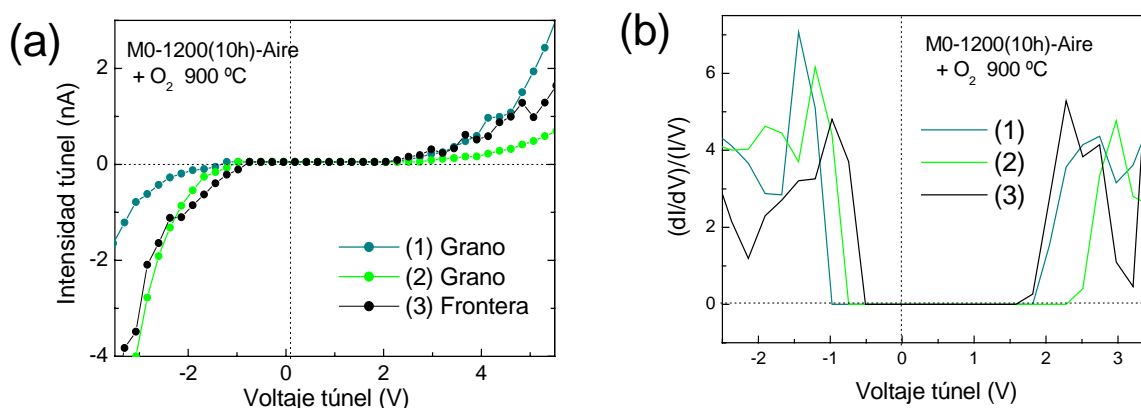 (a)
M0-1200(10h)-Aire
+ O2 900 ºC
Intensidad túnel (nA)
2
0
-2
-4
(1) Grano
(2) Grano
(3) Frontera
-2 0 2 4
Voltaje túnel (V)
(b)
M0-1200(10h)-Aire
+ O2 900 ºC
(dI/dV)/(I/V)
6
4
2
0
(1)
(2)
(3)
-2 -1 0 1 2 3
Voltaje túnel (V)